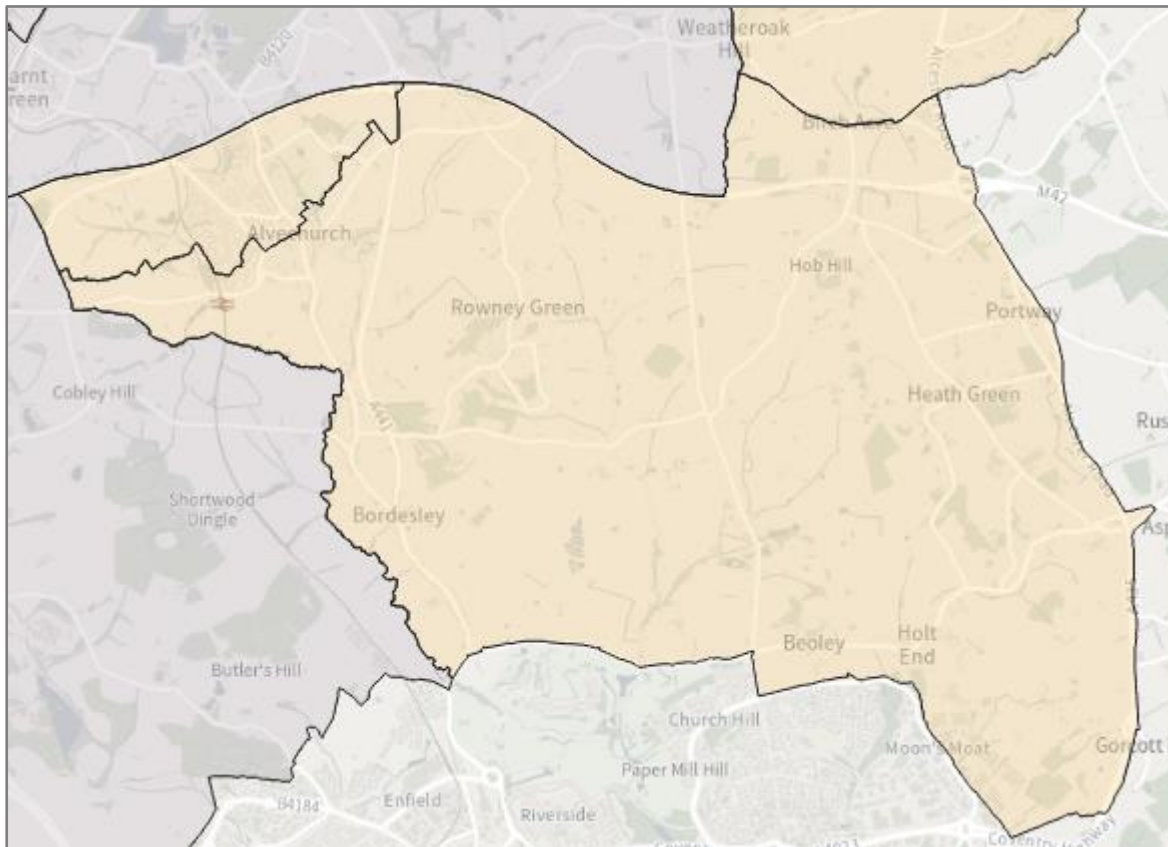 Weatheroak
Hill
B4120
Birch Acre
M42
Alvechurch
Hob Hill
Rowney Green
Portway
Cobley Hill
Heath Green
A441
Shortwood
Dingle
Bordesley
Beoley
Holt
End
Butler's Hill
Church Hill
Moon's Moat
Paper Mill Hill
B4184
Enfield
Riverside
Coventry Highway